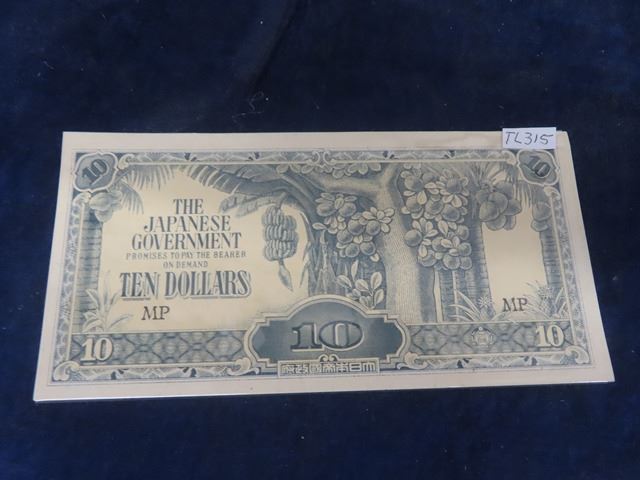 TL315
10
10
THE
JAPANESE
GOVERNMENT
PROMISES TO PAY THE BEARER
ON DEMAND
TEN DOLLARS
MP
MP
10
10
10
府政國帝本日大